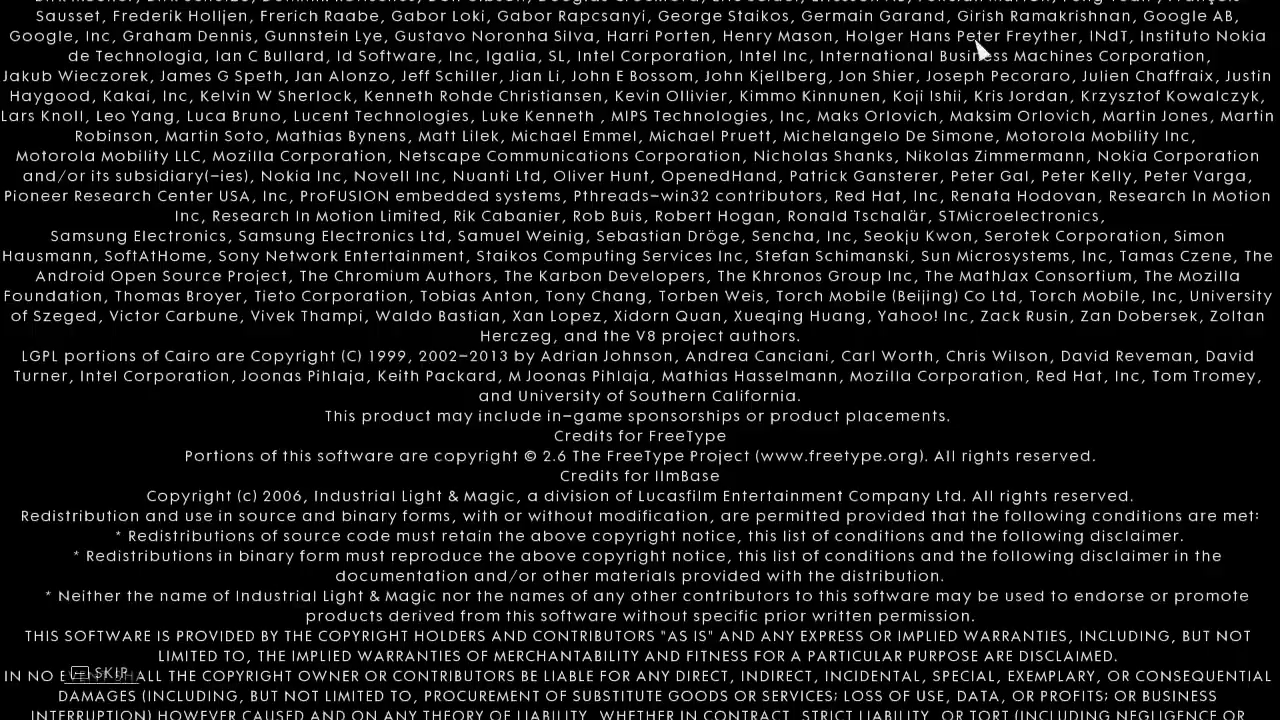 Sausset, Frederik Holljen, Frerich Raabe, Gabor Loki, Gabor Rapcsanyi, George Staikos, Germain Garand, Girish Ramakrishnan, Google AB,
Google, Inc, Graham Dennis, Gunnstein Lye, Gustavo Noronha Silva, Harri Porten, Henry Mason, Holger Hans Peter Freyther, INdT, Instituto Nokia
de Technologia, Ian C Bullard, Id Software, Inc, Igalia, SL, Intel Corporation, Intel Inc, International Business Machines Corporation,
Jakub Wieczorek, James G Speth, Jan Alonzo, Jeff Schiller, Jian Li, John E Bossom, John Kjellberg, Jon Shier, Joseph Pecoraro, Julien Chaffraix, Justin
Haygood, Kakai, Inc, Kelvin W Sherlock, Kenneth Rohde Christiansen, Kevin Ollivier, Kimmo Kinnunen, Koji Ishii, Kris Jordan, Krzysztof Kowalczyk,
Lars Knoll, Leo Yang, Luca Bruno, Lucent Technologies, Luke Kenneth , MIPS Technologies, Inc, Maks Orlovich, Maksim Orlovich, Martin Jones, Martin
Robinson, Martin Soto, Mathias Bynens, Matt Lilek, Michael Emmel, Michael Pruett, Michelangelo De Simone, Motorola Mobility Inc,
Motorola Mobility LLC, Mozilla Corporation, Netscape Communications Corporation, Nicholas Shanks, Nikolas Zimmermann, Nokia Corporation
and/or its subsidiary(-ies), Nokia Inc, Novell Inc, Nuanti Ltd, Oliver Hunt, OpenedHand, Patrick Gansterer, Peter Gal, Peter Kelly, Peter Varga,
Pioneer Research Center USA, Inc, ProFUSION embedded systems, Pthreads-win32 contributors, Red Hat, Inc, Renata Hodovan, Research In Motion
Inc, Research In Motion Limited, Rik Cabanier, Rob Buis, Robert Hogan, Ronald Tschalär, STMicroelectronics,
Samsung Electronics, Samsung Electronics Ltd, Samuel Weinig, Sebastian Dröge, Sencha, Inc, Seokju Kwon, Serotek Corporation, Simon
Hausmann, SoftAtHome, Sony Network Entertainment, Staikos Computing Services Inc, Stefan Schimanski, Sun Microsystems, Inc, Tamas Czene, The
Android Open Source Project, The Chromium Authors, The Karbon Developers, The Khronos Group Inc, The MathJax Consortium, The Mozilla
Foundation, Thomas Broyer, Tieto Corporation, Tobias Anton, Tony Chang, Torben Weis, Torch Mobile (Beijing) Co Ltd, Torch Mobile, Inc, University
of Szeged, Victor Carbune, Vivek Thampi, Waldo Bastian, Xan Lopez, Xidorn Quan, Xueqing Huang, Yahoo! Inc, Zack Rusin, Zan Dobersek, Zoltan
Herczeg, and the V8 project authors.
LGPL portions of Cairo are Copyright (C) 1999, 2002-2013 by Adrian Johnson, Andrea Canciani, Carl Worth, Chris Wilson, David Reveman, David
Turner, Intel Corporation, Joonas Pihlaja, Keith Packard, M Joonas Pihlaja, Mathias Hasselmann, Mozilla Corporation, Red Hat, Inc, Tom Tromey,
and University of Southern California.
This product may include in-game sponsorships or product placements.
Credits for FreeType
Portions of this software are copyright © 2.6 The FreeType Project (www.freetype.org). All rights reserved.
Credits for IlmBase
Copyright (c) 2006, Industrial Light & Magic, a division of Lucasfilm Entertainment Company Ltd. All rights reserved.
Redistribution and use in source and binary forms, with or without modification, are permitted provided that the following conditions are met:
* Redistributions of source code must retain the above copyright notice, this list of conditions and the following disclaimer.
* Redistributions in binary form must reproduce the above copyright notice, this list of conditions and the following disclaimer in the
documentation and/or other materials provided with the distribution.
* Neither the name of Industrial Light & Magic nor the names of any other contributors to this software may be used to endorse or promote
products derived from this software without specific prior written permission.
THIS SOFTWARE IS PROVIDED BY THE COPYRIGHT HOLDERS AND CONTRIBUTORS "AS IS" AND ANY EXPRESS OR IMPLIED WARRANTIES, INCLUDING, BUT NOT
LIMITED TO, THE IMPLIED WARRANTIES OF MERCHANTABILITY AND FITNESS FOR A PARTICULAR PURPOSE ARE DISCLAIMED.
SKIP
IN NO ALL THE COPYRIGHT OWNER OR CONTRIBUTORS BE LIABLE FOR ANY DIRECT, INDIRECT, INCIDENTAL, SPECIAL, EXEMPLARY, OR CONSEQUENTIAL
DAMAGES (INCLUDING, BUT NOT LIMITED TO, PROCUREMENT OF SUBSTITUTE GOODS OR SERVICES; LOSS OF USE, DATA, OR PROFITS; OR BUSINESS
INTERRUPTION) HOWEVER CAUSED AND ON ANY THEORY OF LIABILITY, WHETHER IN CONTRACT, STRICT LIABILITY, OR TORT (INCLUDING NEGLIGENCE OR